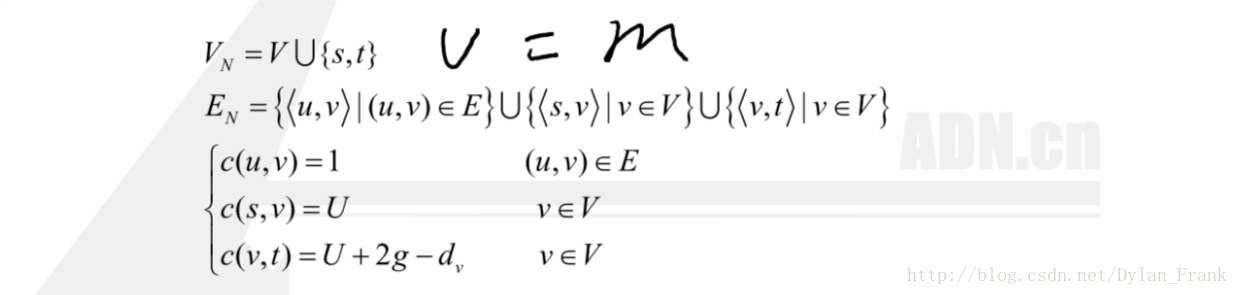 V_N = V ⋃ {s,t} U = m
E_N = {⟨u,v⟩ | (u,v) ∈ E} ⋃ {⟨s,v⟩ | v ∈ V} ⋃ {⟨v,t⟩ | v ∈ V}
c(u,v) = 1 (u,v) ∈ E
c(s,v) = U v ∈ V
c(v,t) = U + 2g − d_v v ∈ V
ADN.cn
http://blog.csdn.net/Dylan_Frank